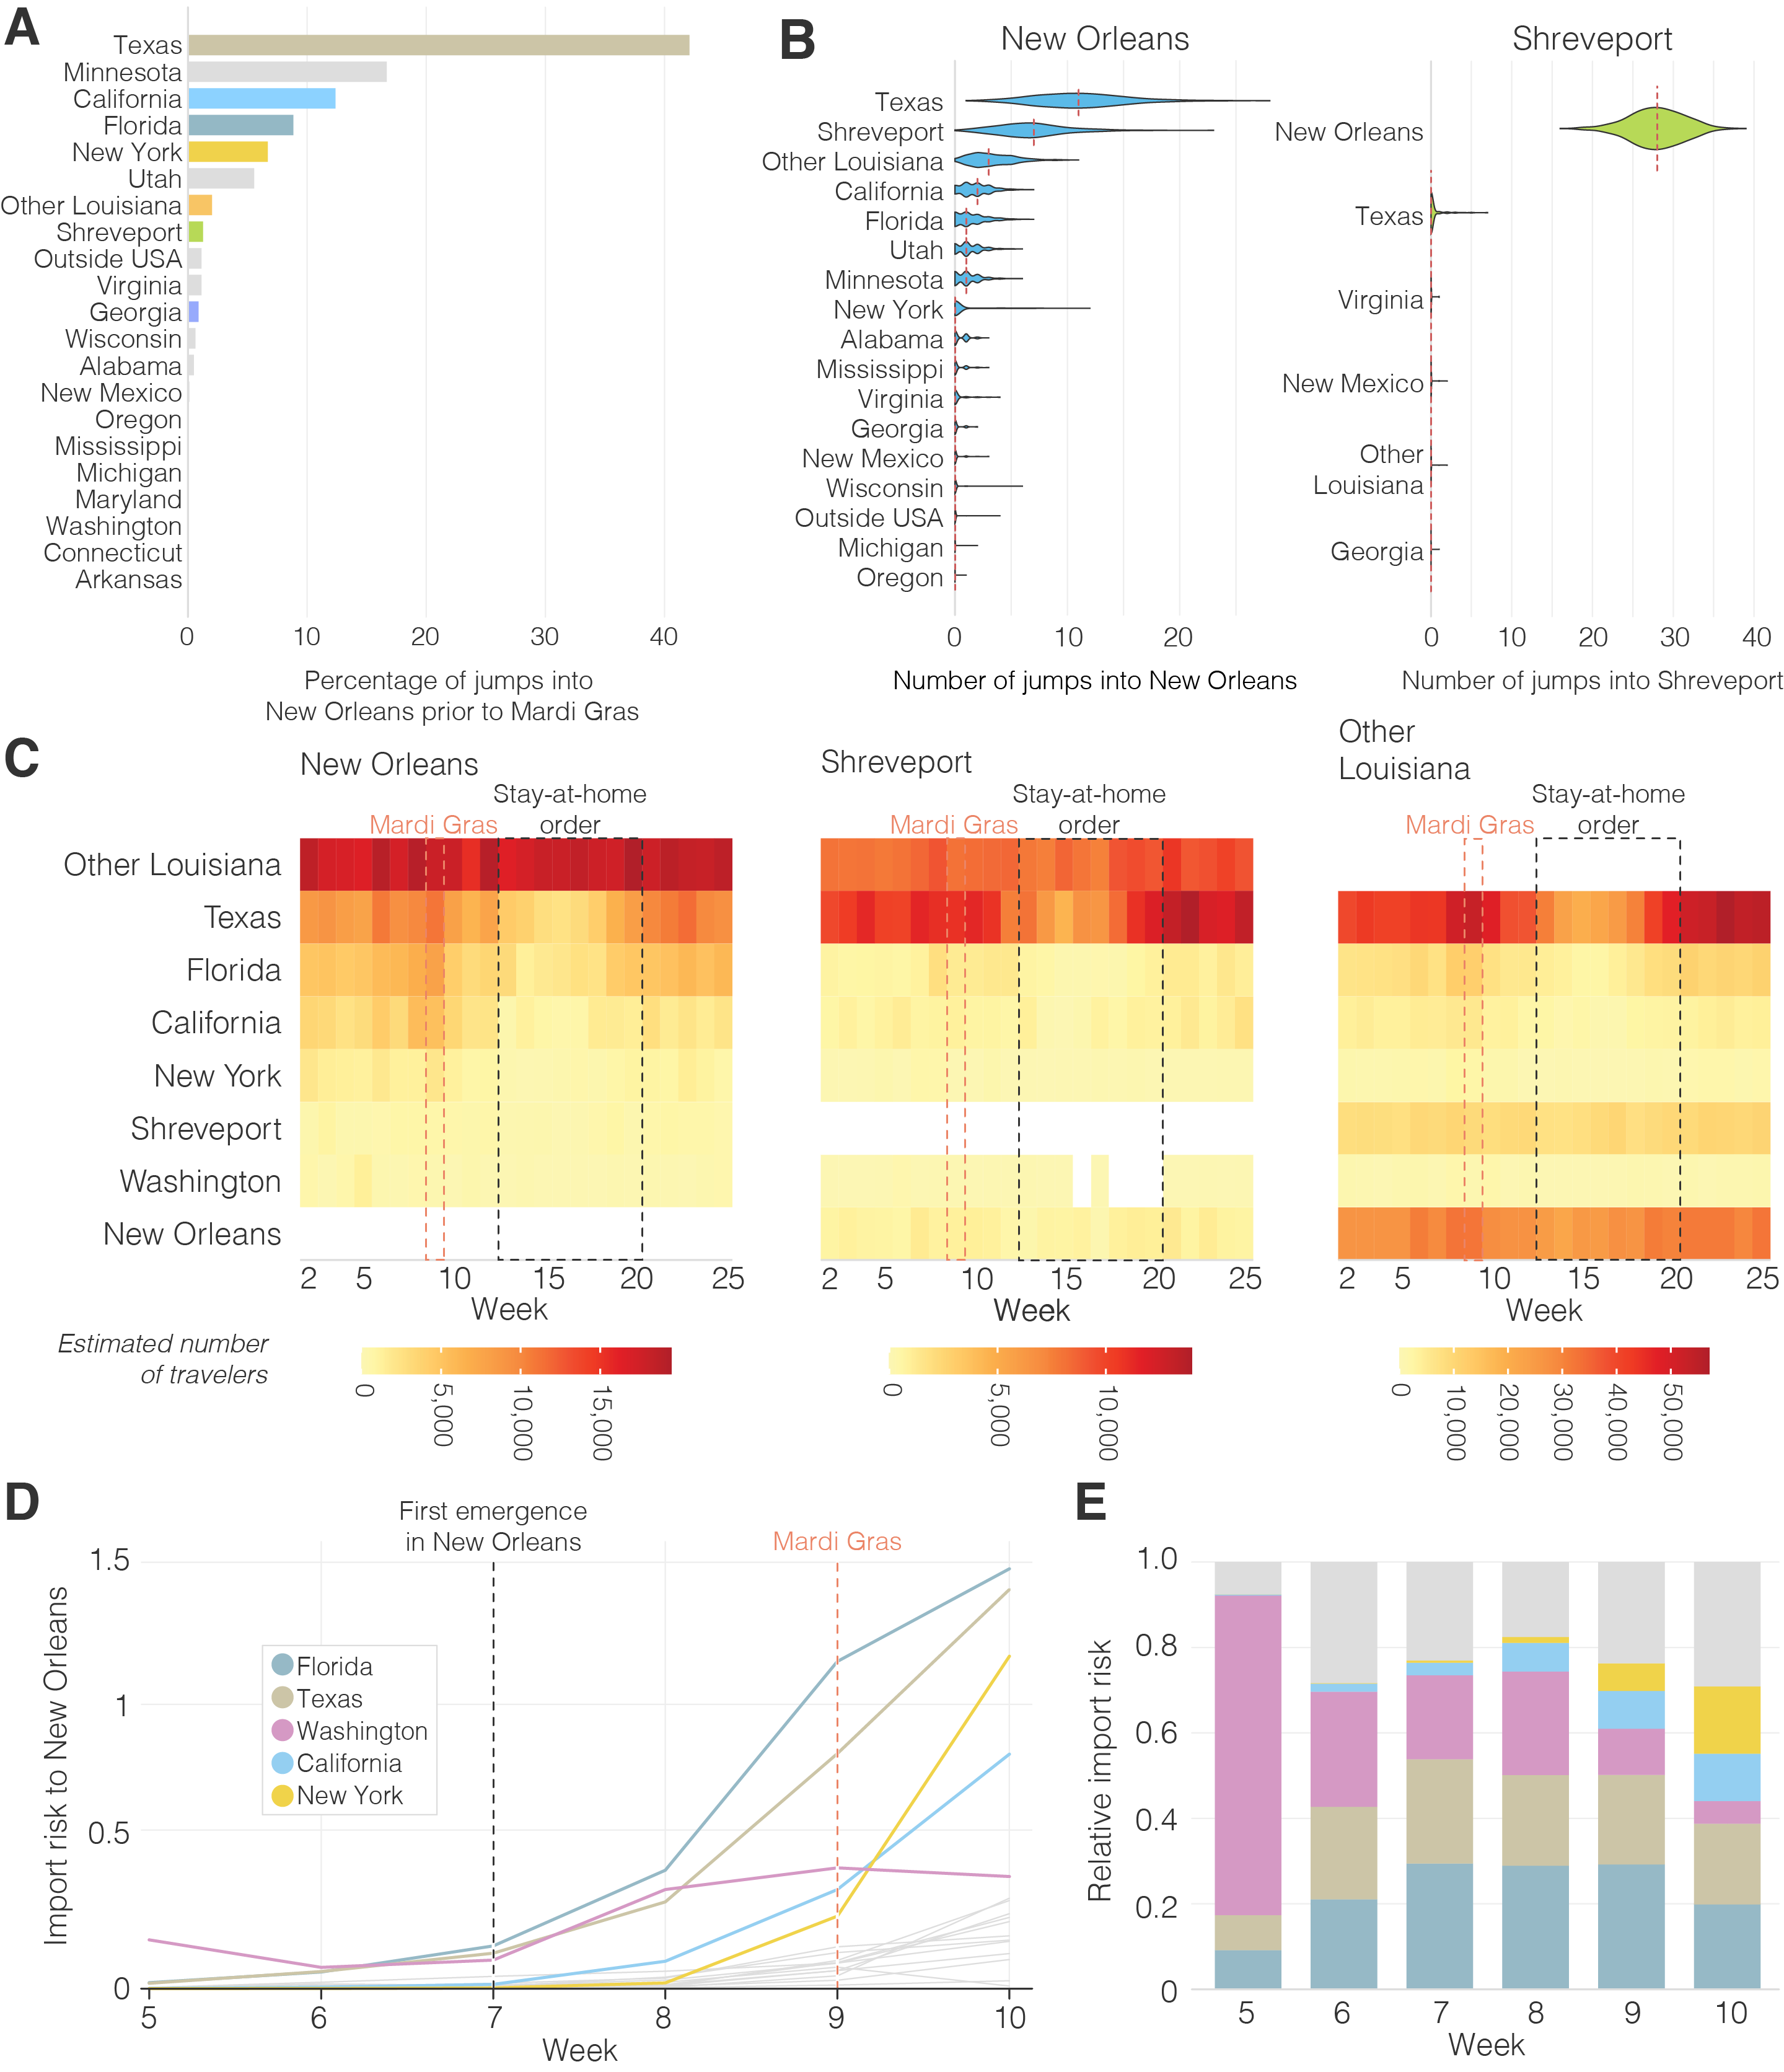 A
Texas
Minnesota
California
Florida
New York
Utah
Other Louisiana
Shreveport
Outside USA
Virginia
Georgia
Wisconsin
Alabama
New Mexico
Oregon
Mississippi
Michigan
Maryland
Washington
Connecticut
Arkansas
0 10 20 30 40
Percentage of jumps into
New Orleans prior to Mardi Gras
B
New Orleans
Texas
Shreveport
Other Louisiana
California
Florida
Utah
Minnesota
New York
Alabama
Mississippi
Virginia
Georgia
New Mexico
Wisconsin
Outside USA
Michigan
Oregon
0 10 20
Number of jumps into New Orleans
Shreveport
New Orleans
Texas
Virginia
New Mexico
Other
Louisiana
Georgia
0 10 20 30 40
Number of jumps into Shreveport
C
New Orleans
Stay-at-home
Mardi Gras order
Other Louisiana
Texas
Florida
California
New York
Shreveport
Washington
New Orleans
2 5 10 15 20 25
Week
Shreveport
Stay-at-home
Mardi Gras order
2 5 10 15 20 25
Week
Other
Louisiana
Stay-at-home
Mardi Gras order
2 5 10 15 20 25
Week
Estimated number
of travelers
0 5,000 10,000 15,000
0 5,000 10,000
0 10,000 20,000 30,000 40,000 50,000
D
First emergence
in New Orleans
Mardi Gras
Import risk to New Orleans
1.5
1
0.5
0
Florida
Texas
Washington
California
New York
5 6 7 8 9 10
Week
E
Relative import risk
1.0
0.8
0.6
0.4
0.2
0
5 6 7 8 9 10
Week